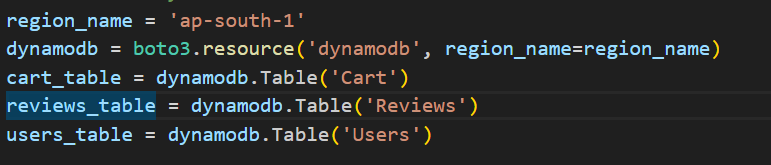 region_name = 'ap-south-1'
dynamodb = boto3.resource('dynamodb', region_name=region_name)
cart_table = dynamodb.Table('Cart')
reviews_table = dynamodb.Table('Reviews')
users_table = dynamodb.Table('Users')